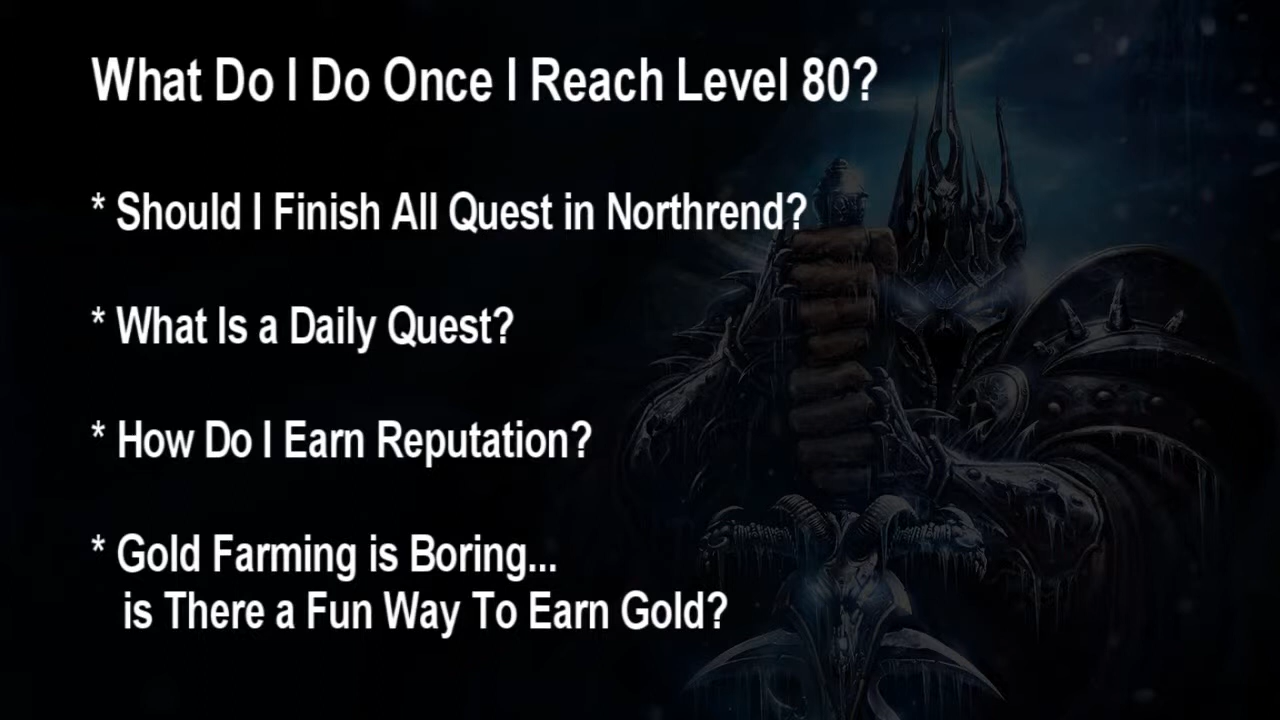 What Do I Do Once I Reach Level 80?
* Should I Finish All Quest in Northrend?
* What Is a Daily Quest?
* How Do I Earn Reputation?
* Gold Farming is Boring...
is There a Fun Way To Earn Gold?